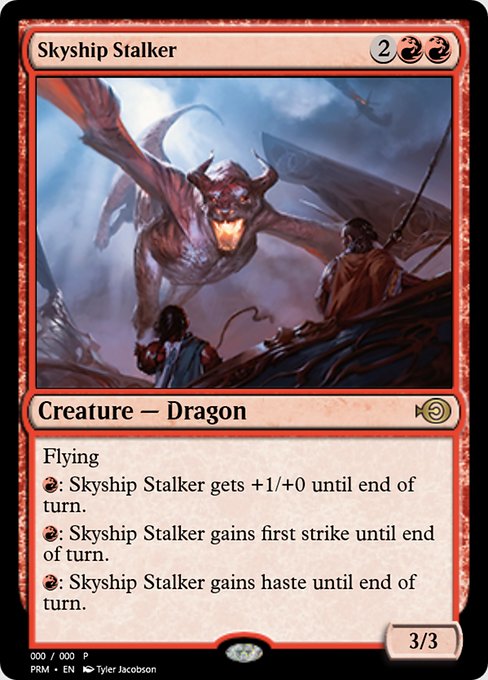 Skyship Stalker 2
Creature — Dragon
Flying
: Skyship Stalker gets +1/+0 until end of
turn.
: Skyship Stalker gains first strike until end
of turn.
: Skyship Stalker gains haste until end of
turn.
3/3
000 / 000 P
PRM • EN Tyler Jacobson